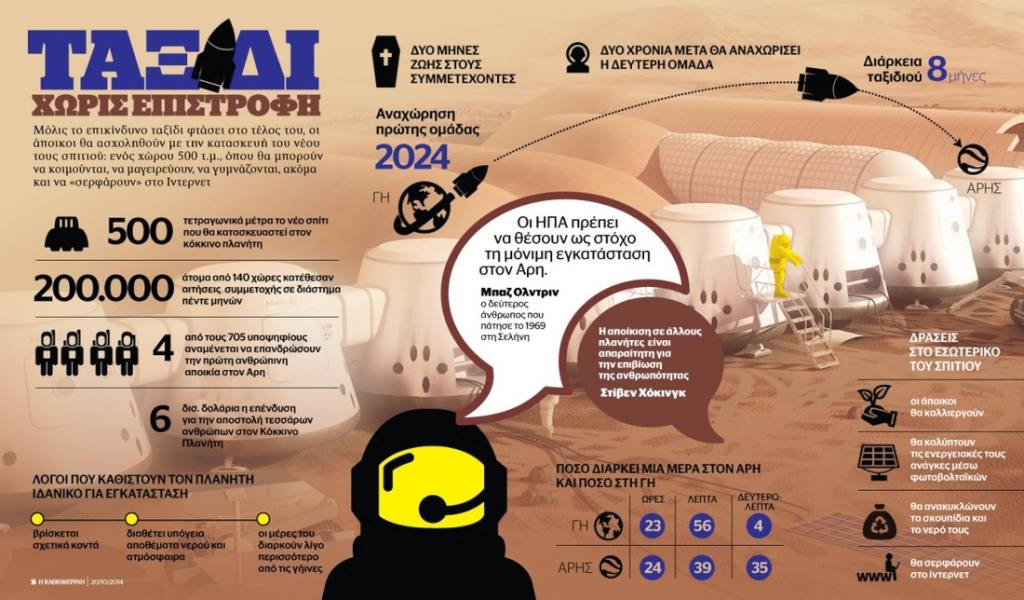 ΤΑΞΙΔΙ
ΧΩΡΙΣ ΕΠΙΣΤΡΟΦΗ
Μόλις το επικίνδυνο ταξίδι φτάσει στο τέλος του, οι
άποικοι θα ασχοληθούν με την κατασκευή του νέου
τους σπιτιού: ενός χώρου 500 τ.μ., όπου θα μπορούν
να κοιμούνται, να μαγειρεύουν, να γυμνάζονται, ακόμα
και να «σερφάρουν» στο Ιντερνετ
500
τετραγωνικά μέτρα το νέο σπίτι
που θα κατασκευαστεί στον
κόκκινο πλανήτη
200.000
άτομα από 140 χώρες κατέθεσαν
αιτήσεις συμμετοχής σε διάστημα
πέντε μηνών
4
από τους 705 υποψηφίους
αναμένεται να επανδρώσουν
την πρώτη ανθρώπινη
αποικία στον Αρη
6
δισ. δολάρια η επένδυση
για την αποστολή τεσσάρων
ανθρώπων στον Κόκκινο
Πλανήτη
ΛΟΓΟΙ ΠΟΥ ΚΑΘΙΣΤΟΥΝ ΤΟΝ ΠΛΑΝΗΤΗ
ΙΔΑΝΙΚΟ ΓΙΑ ΕΓΚΑΤΑΣΤΑΣΗ
βρίσκεται
σχετικά κοντά
διαθέτει υπόγεια
αποθέματα νερού και
ατμόσφαιρα
οι μέρες του
διαρκούν λίγο
περισσότερο
από τις γήινες
Η ΚΑΘΗΜΕΡΙΝΗ | 20/10/2014
ΔΥΟ ΜΗΝΕΣ
ΖΩΗΣ ΣΤΟΥΣ
ΣΥΜΜΕΤΕΧΟΝΤΕΣ
ΔΥΟ ΧΡΟΝΙΑ ΜΕΤΑ ΘΑ ΑΝΑΧΩΡΙΣΕΙ
Η ΔΕΥΤΕΡΗ ΟΜΑΔΑ
Διάρκεια
ταξιδιού 8 μήνες
Αναχώρηση
πρώτης ομάδας
2024
ΓΗ
ΑΡΗΣ
Οι ΗΠΑ πρέπει
να θέσουν ως στόχο
τη μόνιμη εγκατάσταση
στον Αρη.
Μπαζ Ολντριν
ο δεύτερος
άνθρωπος που
πάτησε το 1969
στη Σελήνη
Η αποίκιση σε άλλους
πλανήτες είναι
απαραίτητη για
την επιβίωση
της ανθρωπότητας
Στίβεν Χόκινγκ
ΠΟΣΟ ΔΙΑΡΚΕΙ ΜΙΑ ΜΕΡΑ ΣΤΟΝ ΑΡΗ
ΚΑΙ ΠΟΣΟ ΣΤΗ ΓΗ
ΩΡΕΣ ΛΕΠΤΑ ΔΕΥΤΕΡΟ-
ΛΕΠΤΑ
ΓΗ 23 56 4
ΑΡΗΣ 24 39 35
ΔΡΑΣΕΙΣ
ΣΤΟ ΕΣΩΤΕΡΙΚΟ
ΤΟΥ ΣΠΙΤΙΟΥ
οι άποικοι
θα καλλιεργούν
θα καλύπτουν
τις ενεργειακές τους
ανάγκες μέσω
φωτοβολταϊκών
θα ανακυκλώνουν
τα σκουπίδια και
το νερό τους
www
θα σερφάρουν
στο Ιντερνετ